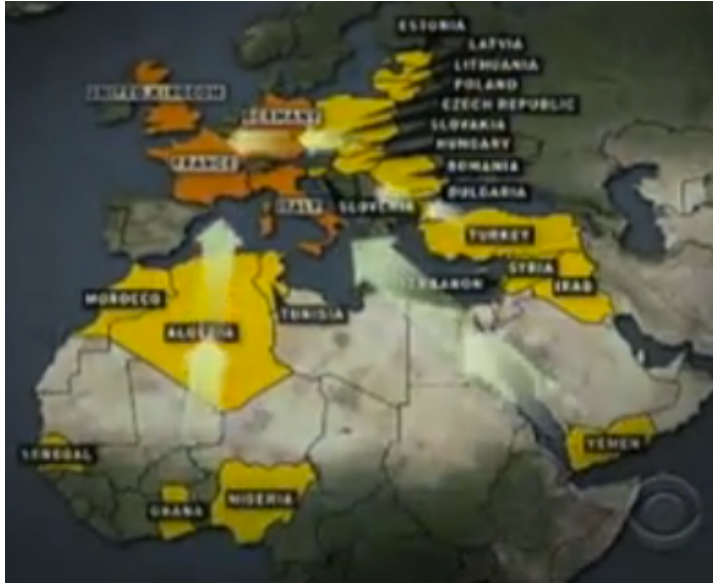 ESTONIA
LATVIA
LITHUANIA
POLAND
UNITED KINGDOM
CZECH REPUBLIC
GERMANY
SLOVAKIA
HUNGARY
FRANCE
ROMANIA
BULGARIA
ITALY
SLOVENIA
TURKEY
SYRIA
LEBANON
IRAQ
MOROCCO
TUNISIA
ALGERIA
YEMEN
SENEGAL
NIGERIA
GHANA